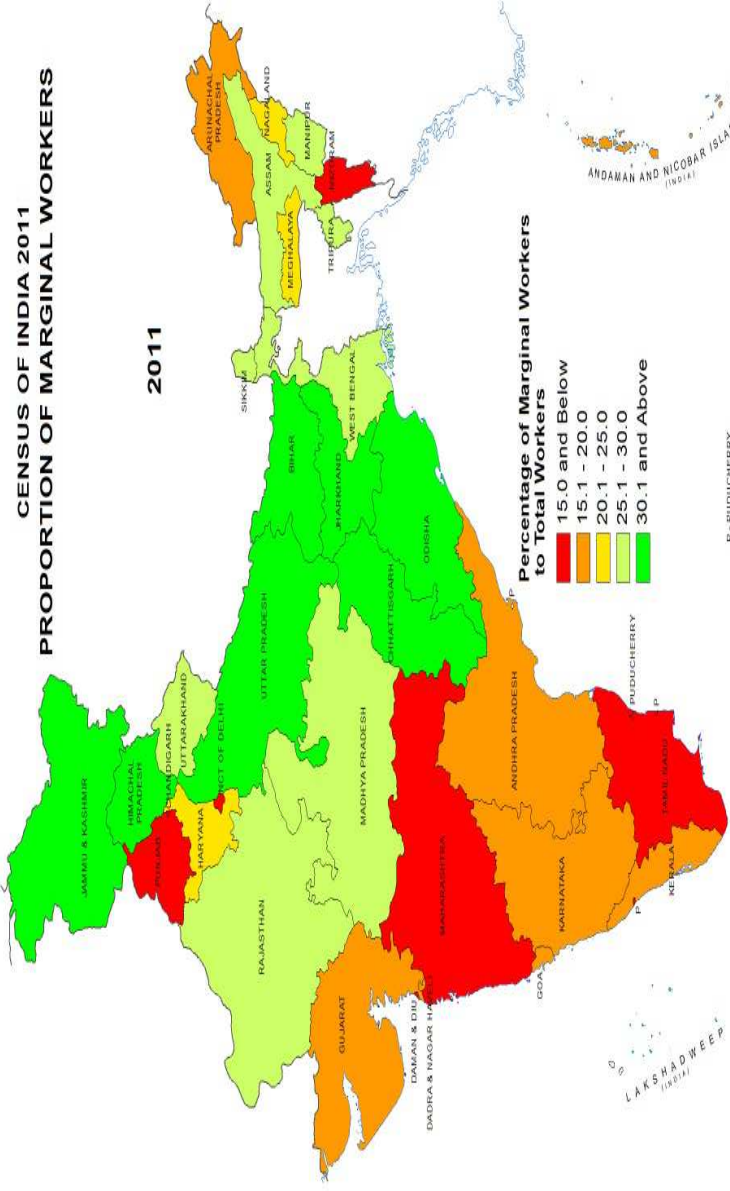 CENSUS OF INDIA 2011
PROPORTION OF MARGINAL WORKERS
2011
JAMMU & KASHMIR
HIMACHAL
PRADESH
PUNJAB
CHANDIGARH
UTTARAKHAND
HARYANA
NCT OF DELHI
RAJASTHAN
UTTAR PRADESH
BIHAR
SIKKIM
ARUNACHAL
PRADESH
NAGALAND
MANIPUR
MIZORAM
TRIPURA
ASSAM
MEGHALAYA
WEST BENGAL
JHARKHAND
ODISHA
CHHATTISGARH
MADHYA PRADESH
GUJARAT
DAMAN & DIU
DADRA & NAGAR HAVELI
MAHARASHTRA
ANDHRA PRADESH
KARNATAKA
GOA
KERALA
TAMIL NADU
PUDUCHERRY
P
P
P
LAKSHADWEEP
(INDIA)
ANDAMAN AND NICOBAR ISLA
(INDIA)
Percentage of Marginal Workers
to Total Workers
15.0 and Below
15.1 - 20.0
20.1 - 25.0
25.1 - 30.0
30.1 and Above